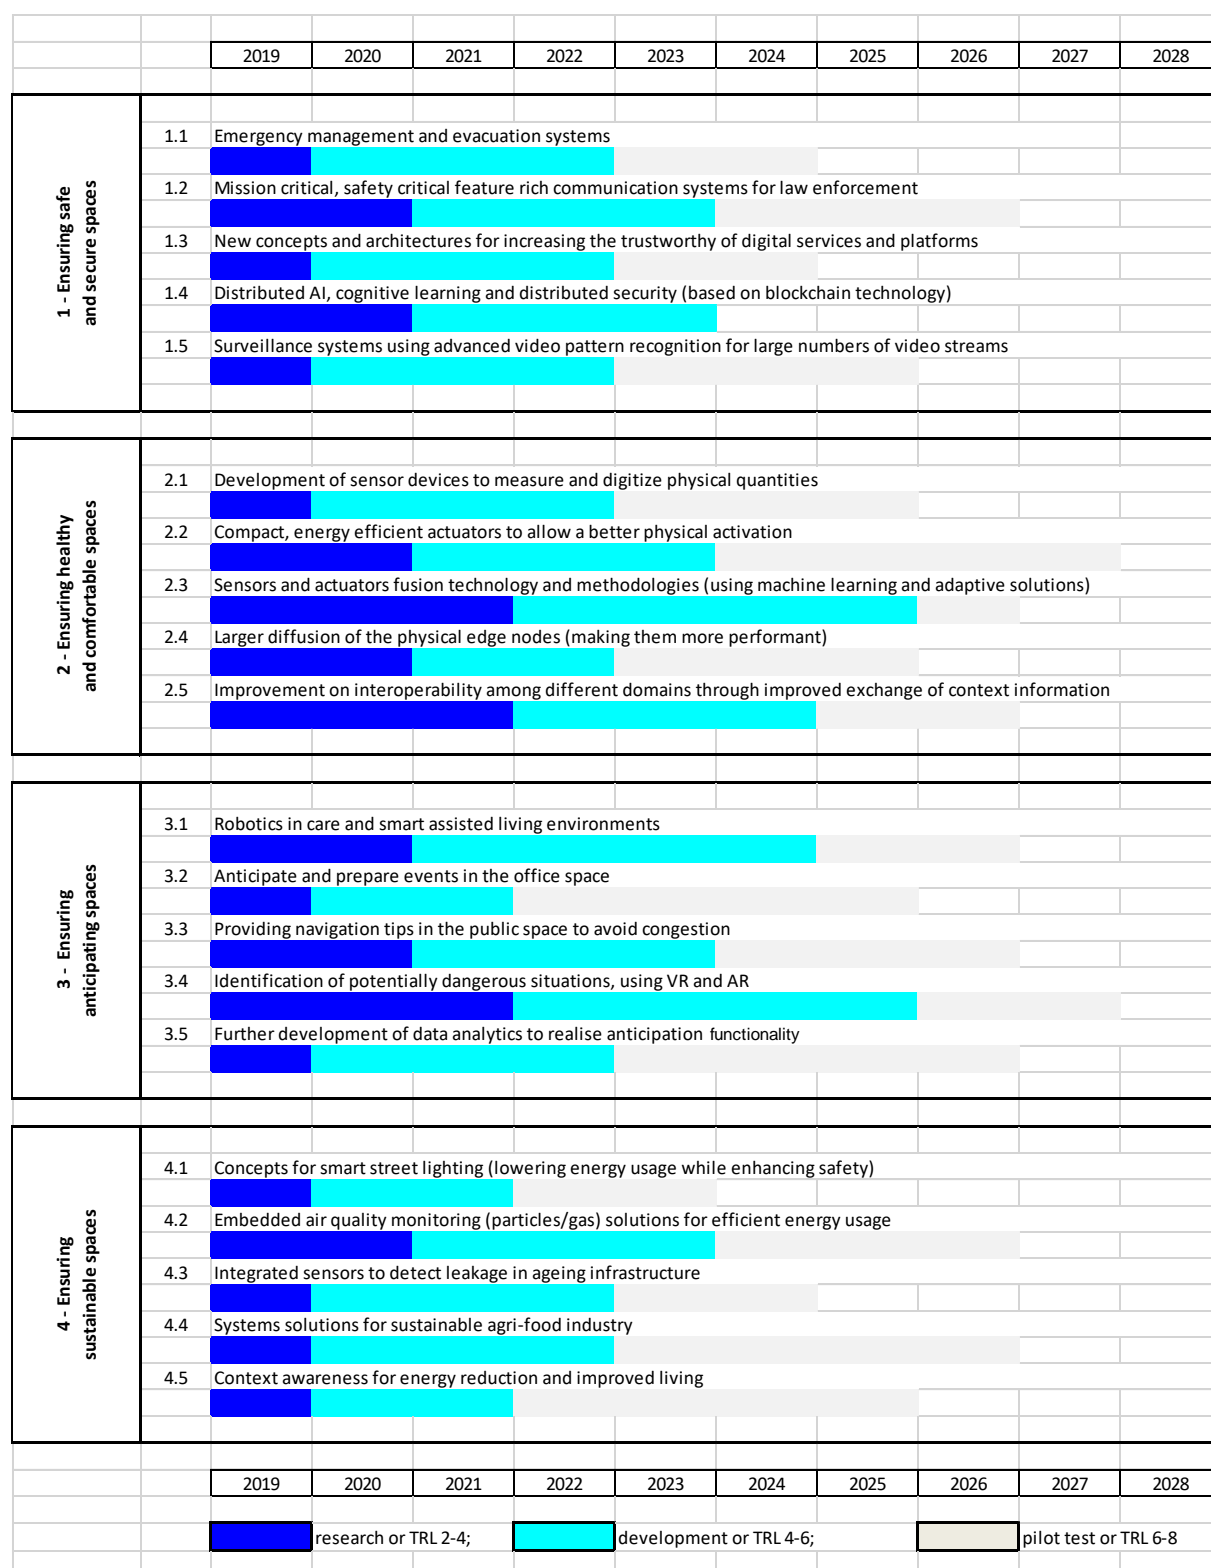 2019 2020 2021 2022 2023 2024 2025 2026 2027 2028
1 - Ensuring safe
and secure spaces
1.1 Emergency management and evacuation systems
1.2 Mission critical, safety critical feature rich communication systems for law enforcement
1.3 New concepts and architectures for increasing the trustworthy of digital services and platforms
1.4 Distributed AI, cognitive learning and distributed security (based on blockchain technology)
1.5 Surveillance systems using advanced video pattern recognition for large numbers of video streams
2 - Ensuring healthy
and comfortable spaces
2.1 Development of sensor devices to measure and digitize physical quantities
2.2 Compact, energy efficient actuators to allow a better physical activation
2.3 Sensors and actuators fusion technology and methodologies (using machine learning and adaptive solutions)
2.4 Larger diffusion of the physical edge nodes (making them more performant)
2.5 Improvement on interoperability among different domains through improved exchange of context information
3 - Ensuring
anticipating spaces
3.1 Robotics in care and smart assisted living environments
3.2 Anticipate and prepare events in the office space
3.3 Providing navigation tips in the public space to avoid congestion
3.4 Identification of potentially dangerous situations, using VR and AR
3.5 Further development of data analytics to realise anticipation functionality
4 - Ensuring
sustainable spaces
4.1 Concepts for smart street lighting (lowering energy usage while enhancing safety)
4.2 Embedded air quality monitoring (particles/gas) solutions for efficient energy usage
4.3 Integrated sensors to detect leakage in ageing infrastructure
4.4 Systems solutions for sustainable agri-food industry
4.5 Context awareness for energy reduction and improved living
2019 2020 2021 2022 2023 2024 2025 2026 2027 2028
research or TRL 2-4; development or TRL 4-6; pilot test or TRL 6-8